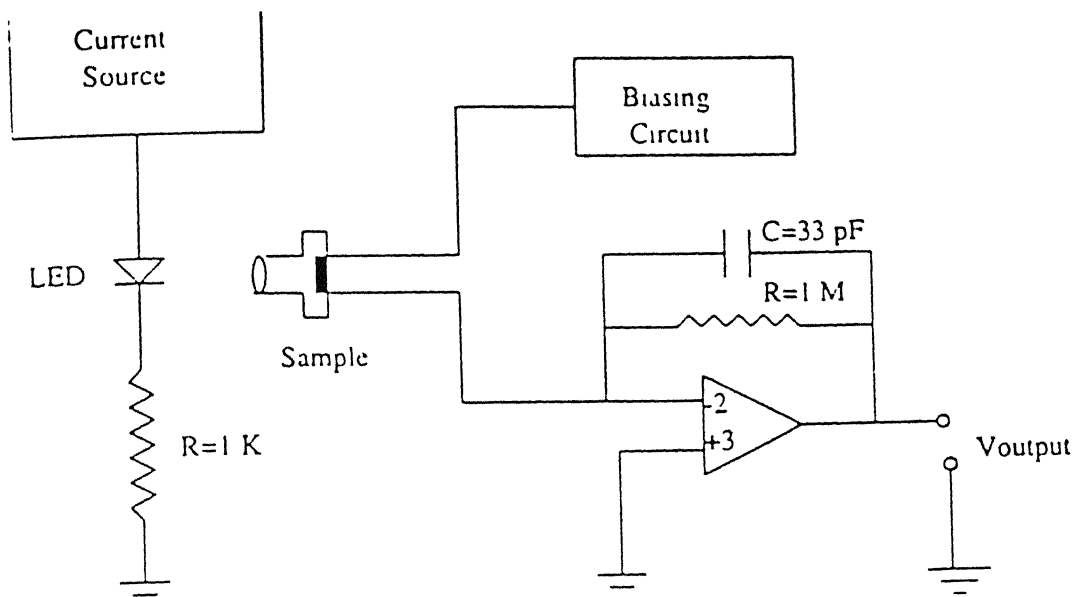 Current
Source
Biasing
Circuit
C=33 pF
R=1 M
LED
Sample
-2
+3
R=1 K
Voutput